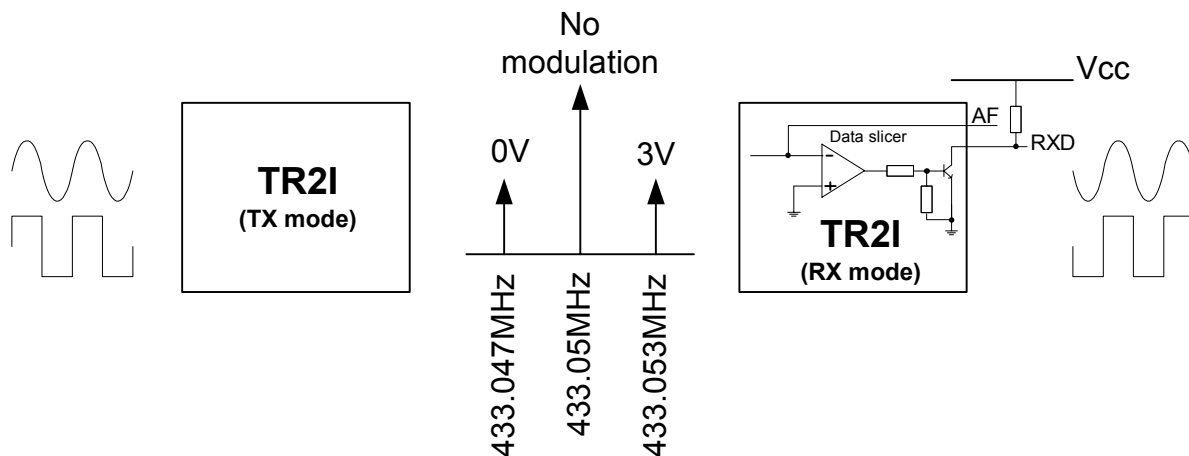 No
modulation
Vcc
AF
RXD
Data slicer
0V
3V
TR2I
(TX mode)
TR2I
(RX mode)
433.047MHz
433.05MHz
433.053MHz